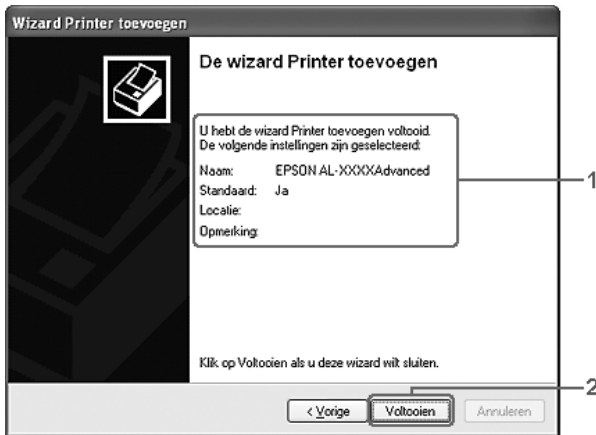 Wizard Printer toevoegen
De wizard Printer toevoegen
U hebt de wizard Printer toevoegen voltooid.
De volgende instellingen zijn geselecteerd:
Naam: EPSON AL-XXXXAdvanced
Standaard: Ja
Locatie:
Opmerking:
1
Klik op Voltooien als u deze wizard wilt sluiten.
2
< Vorige
Voltooien
Annuleren